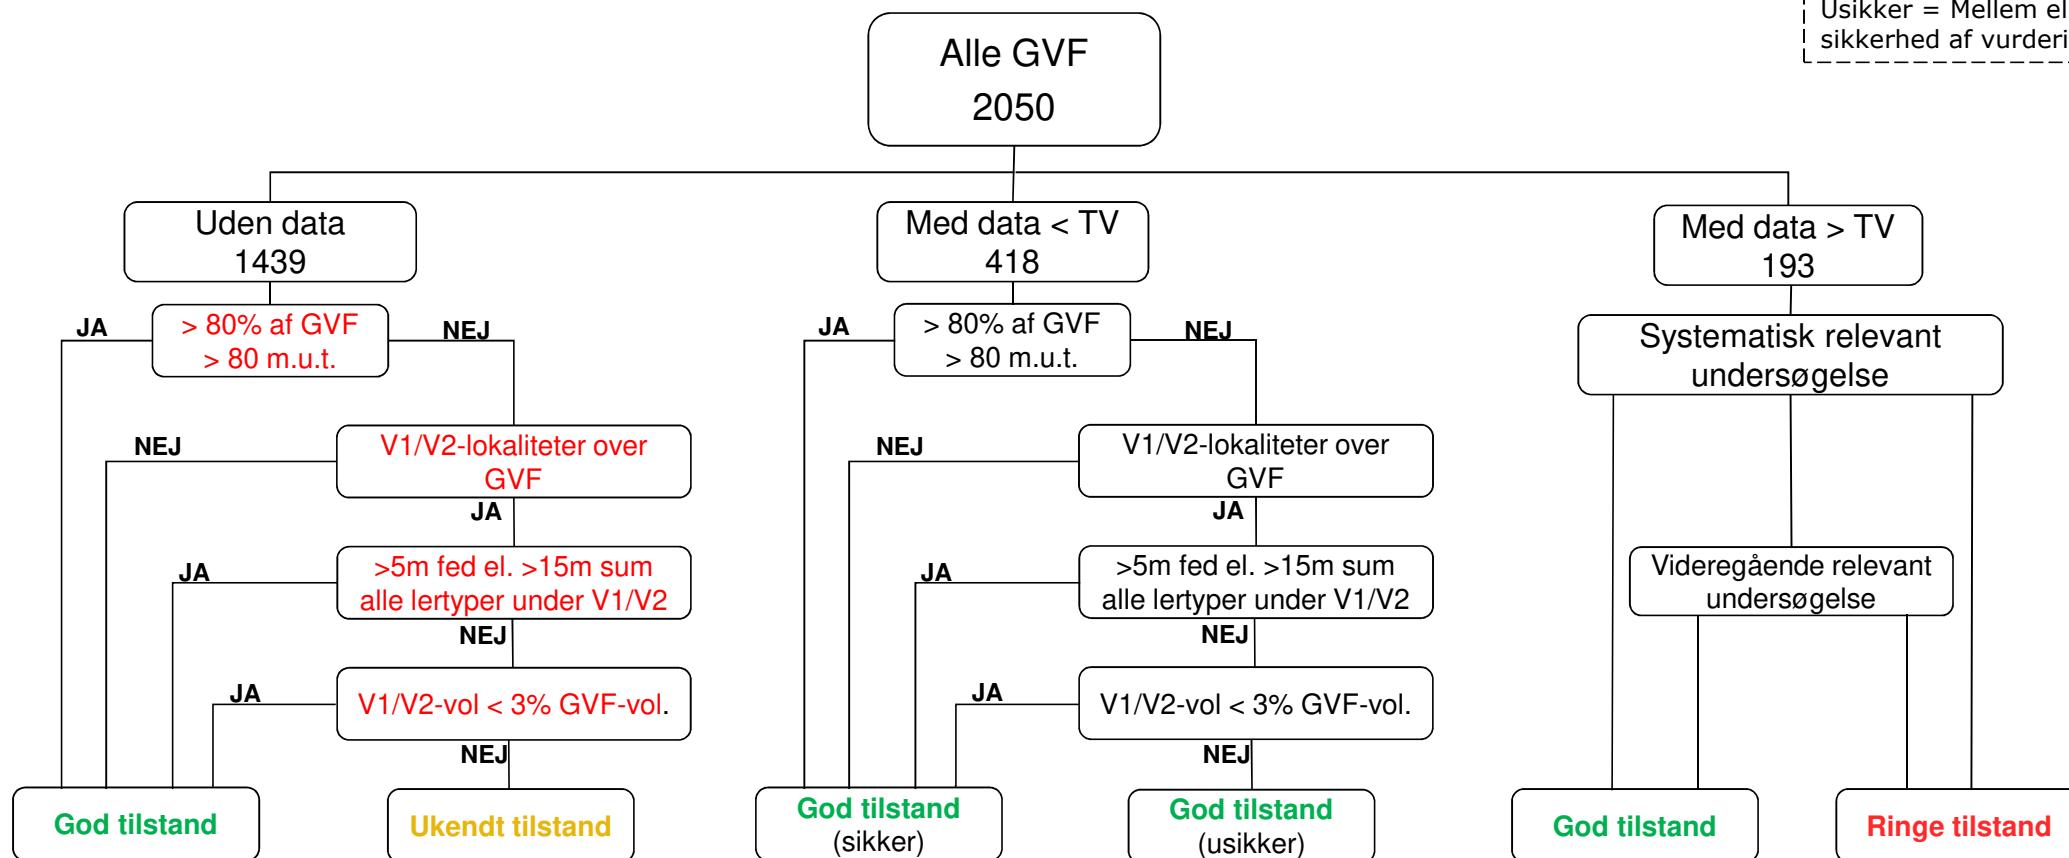 Usikker = Mellem el
sikkerhed af vurderi
Alle GVF
2050
Uden data
1439
Med data < TV
418
Med data > TV
193
JA
> 80% af GVF
> 80 m.u.t.
NEJ
JA
> 80% af GVF
> 80 m.u.t.
NEJ
Systematisk relevant
undersøgelse
NEJ
V1/V2-lokaliteter over
GVF
JA
NEJ
V1/V2-lokaliteter over
GVF
JA
JA
>5m fed el. >15m sum
alle lertyper under V1/V2
NEJ
JA
>5m fed el. >15m sum
alle lertyper under V1/V2
NEJ
Videregående relevant
undersøgelse
JA
V1/V2-vol < 3% GVF-vol.
NEJ
JA
V1/V2-vol < 3% GVF-vol.
NEJ
God tilstand
Ukendt tilstand
God tilstand
(sikker)
God tilstand
(usikker)
God tilstand
Ringe tilstand